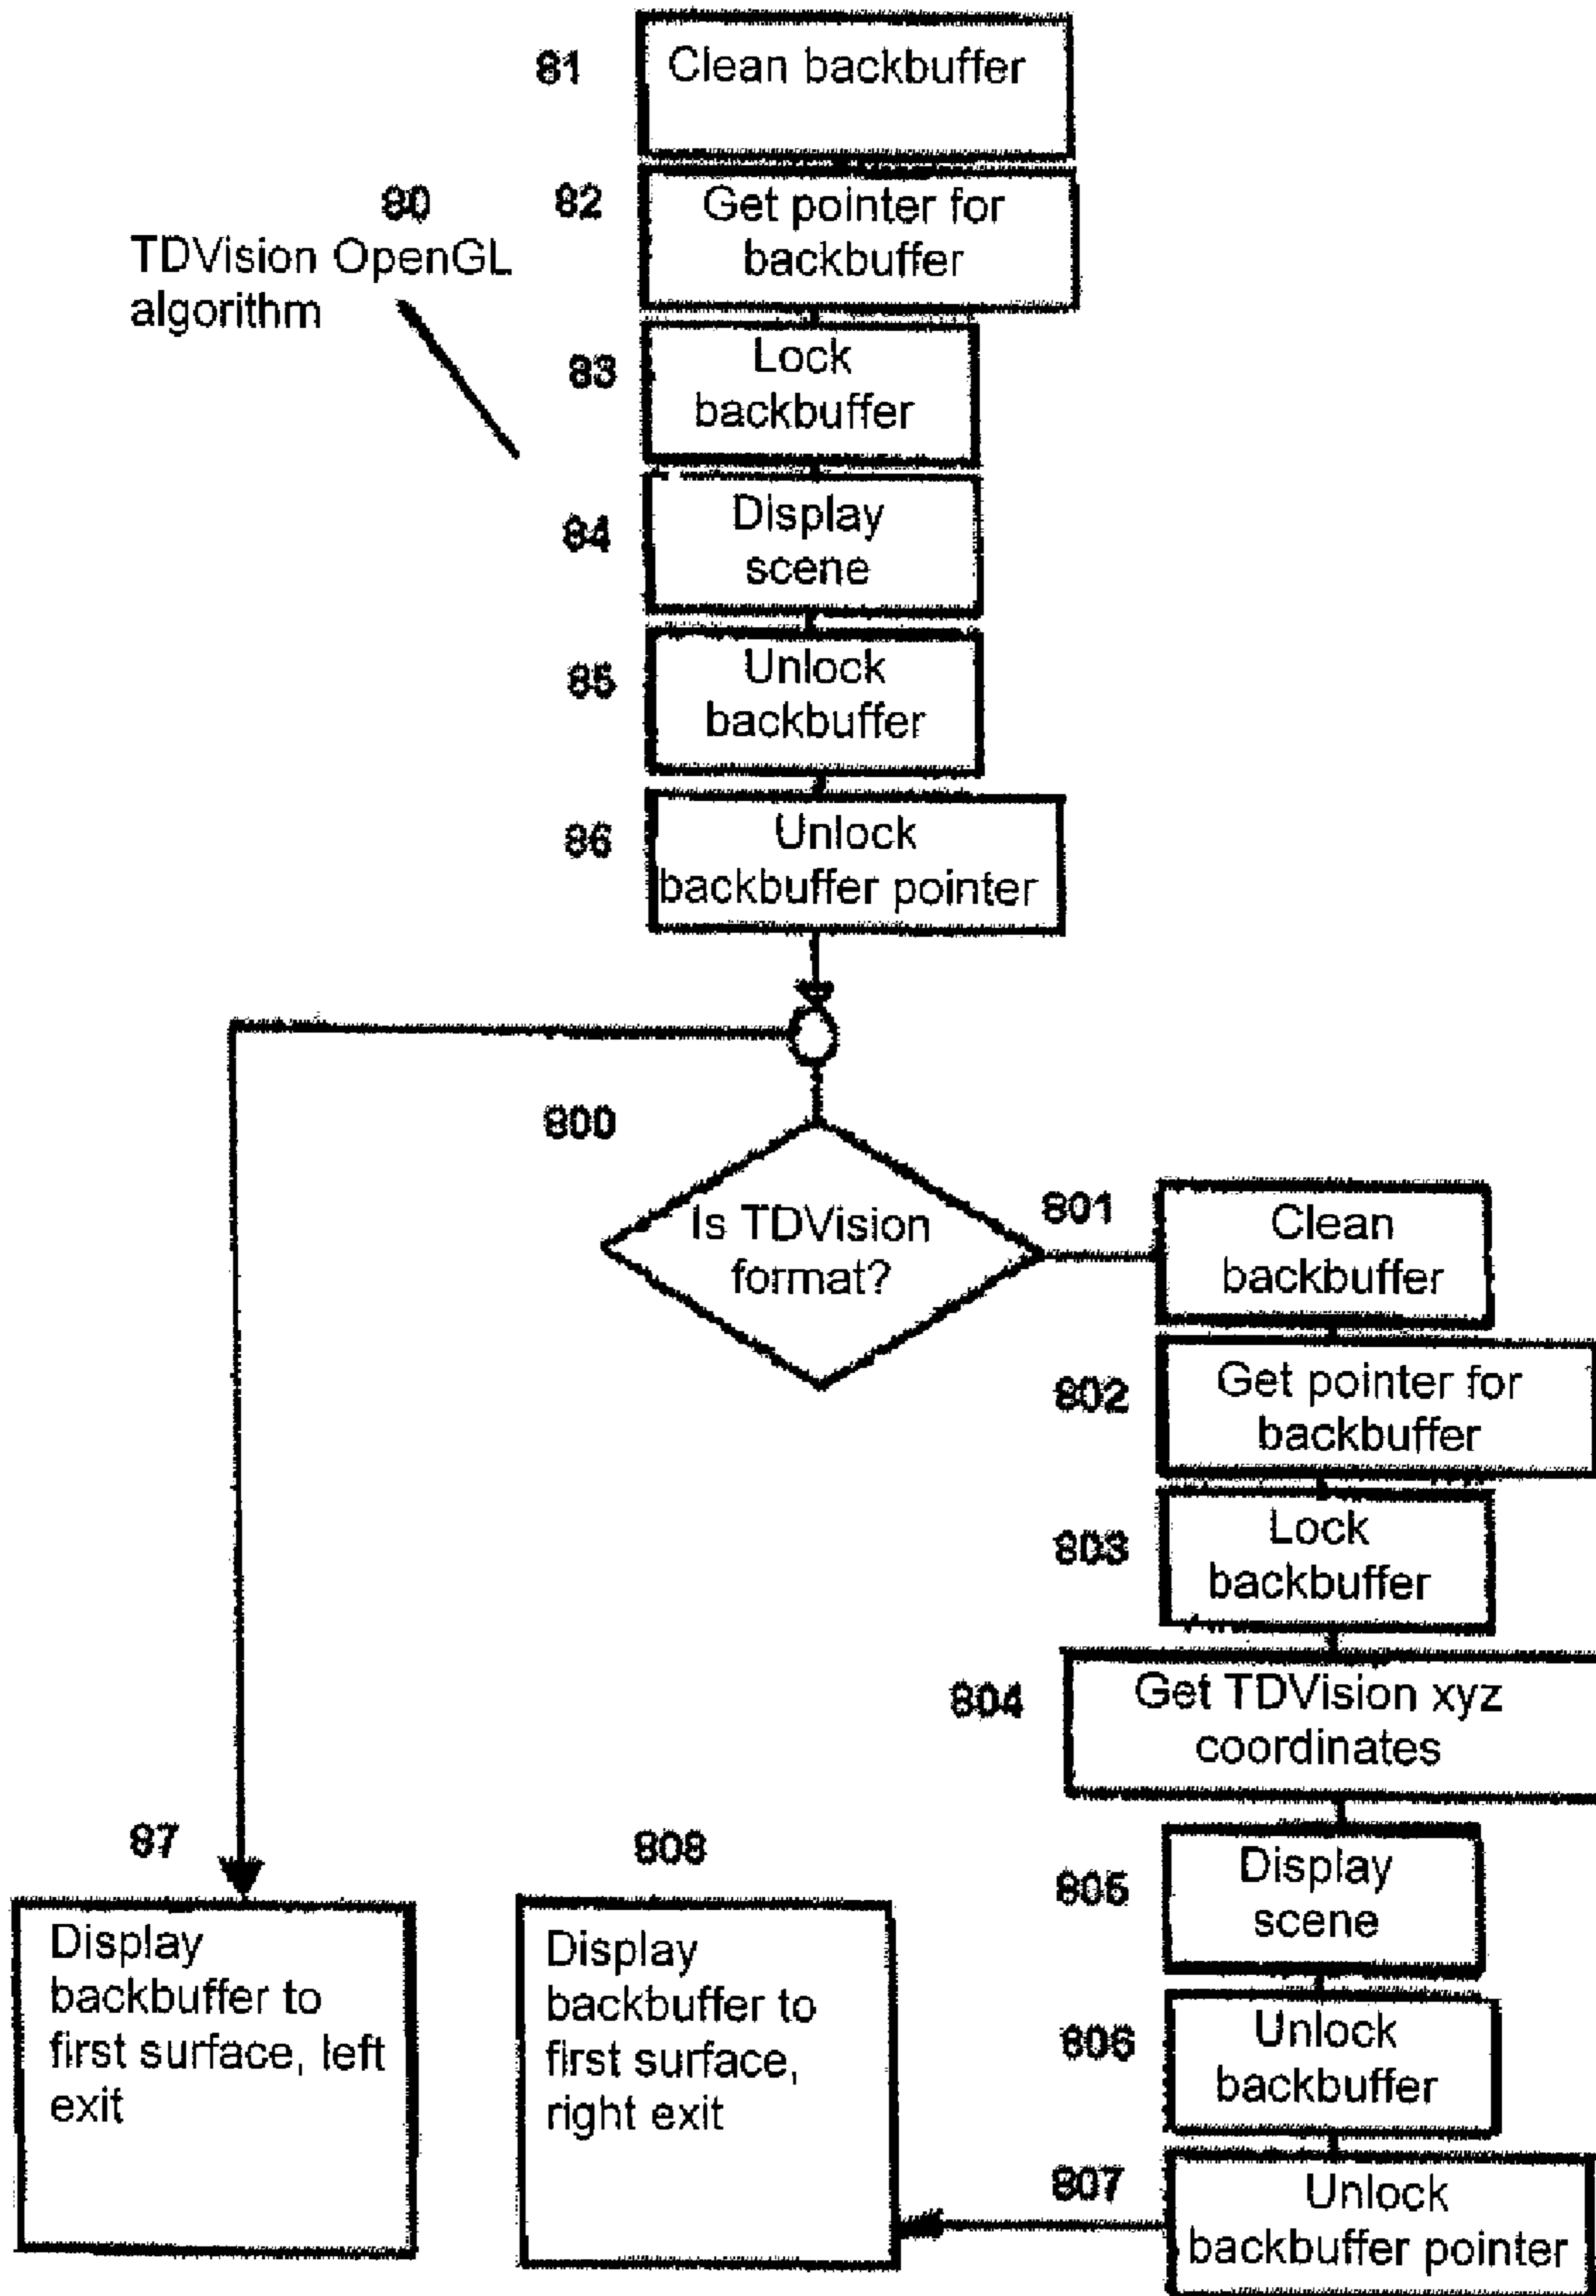 81
Clean backbuffer
80
TDVision OpenGL
algorithm
82
Get pointer for
backbuffer
83
Lock
backbuffer
84
Display
scene
85
Unlock
backbuffer
86
Unlock
backbuffer pointer
800
Is TDVision
format?
801
Clean
backbuffer
802
Get pointer for
backbuffer
803
Lock
backbuffer
804
Get TDVision xyz
coordinates
805
Display
scene
806
Unlock
backbuffer
807
Unlock
backbuffer pointer
87
Display
backbuffer to
first surface, left
exit
808
Display
backbuffer to
first surface,
right exit